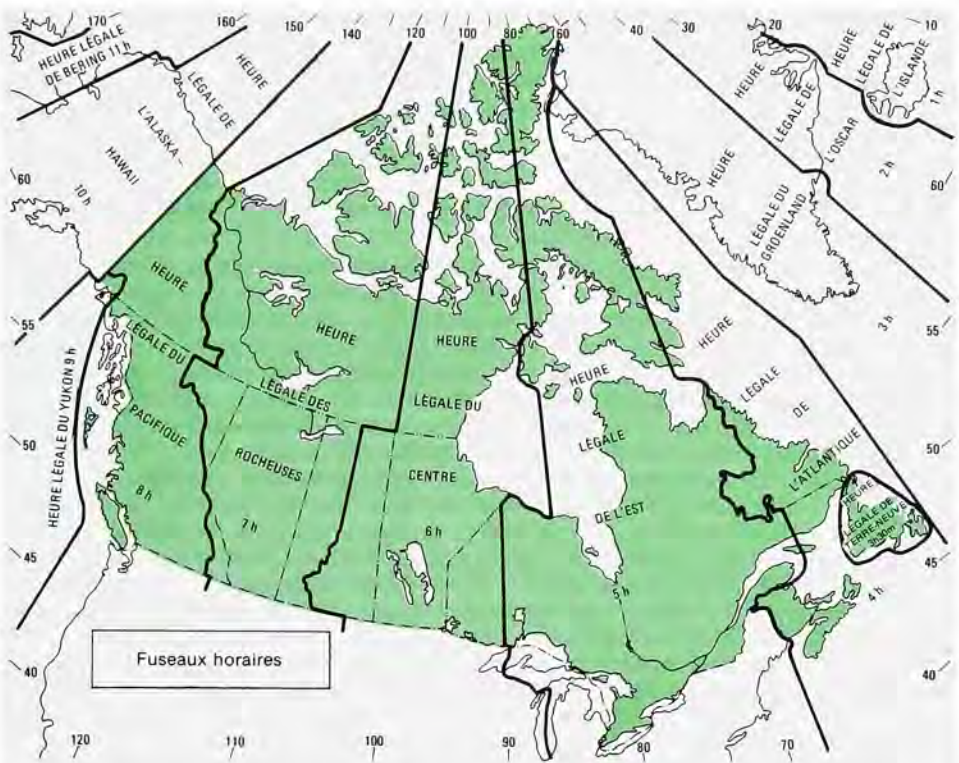 170
160
150
140
120
100
80
60
40
30
20
10
HEURE LÉGALE
DE BERING 11 h
HEURE
LÉGALE DE
L'ALASKA-
HAWAII
10 h
HEURE
LÉGALE DE
L'ISLANDE
1 h
HEURE
LÉGALE DE
L'OSCAR
2 h
HEURE
LÉGALE DU
GROENLAND
3 h
60
55
50
45
40
60
55
50
45
40
HEURE LÉGALE DU YUKON 9 h
HEURE
LÉGALE DU
PACIFIQUE
8 h
HEURE
LÉGALE DES
ROCHEUSES
7 h
HEURE
LÉGALE DU
CENTRE
6 h
HEURE
LÉGALE
DE L'EST
5 h
HEURE
LÉGALE
DE
L'ATLANTIQUE
4 h
HEURE
LÉGALE DE
TERRE-NEUVE
3h30m
Fuseaux horaires
120
110
100
90
80
70